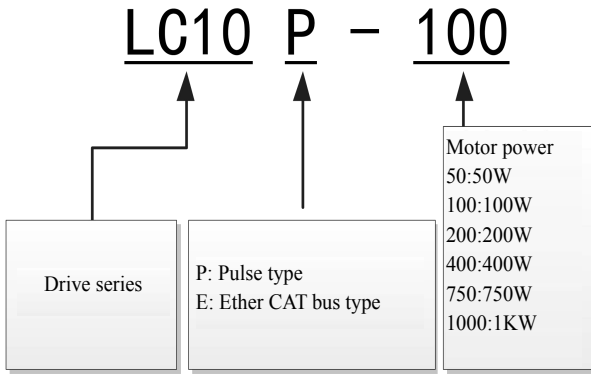 LC10 P - 100
Drive series
P: Pulse type
E: Ether CAT bus type
Motor power
50:50W
100:100W
200:200W
400:400W
750:750W
1000:1KW